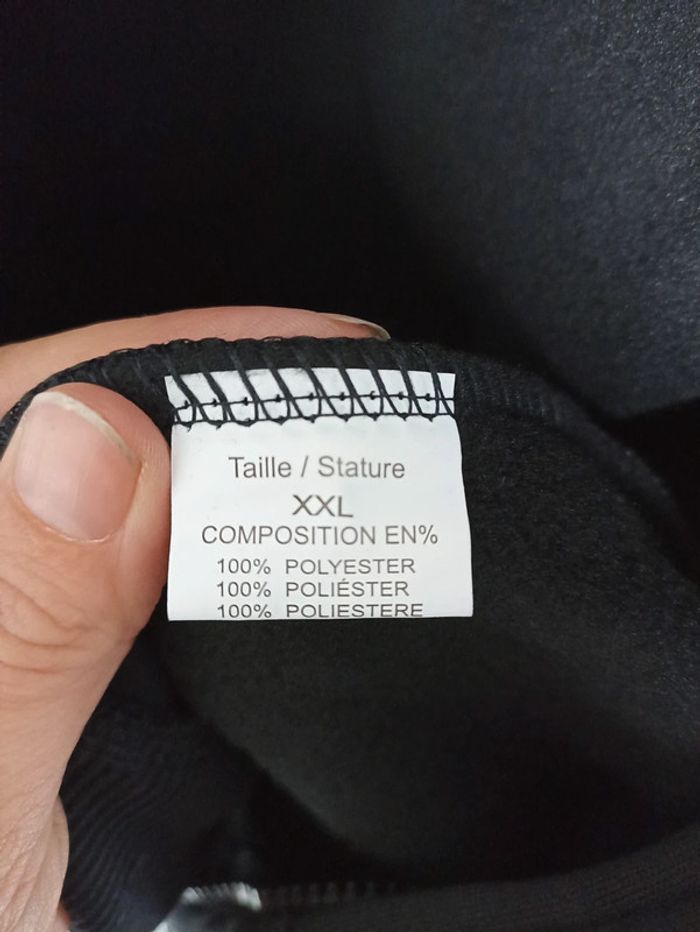 Taille / Stature
XXL
COMPOSITION EN%
100% POLYESTER
100% POLIÉSTER
100% POLIESTERE